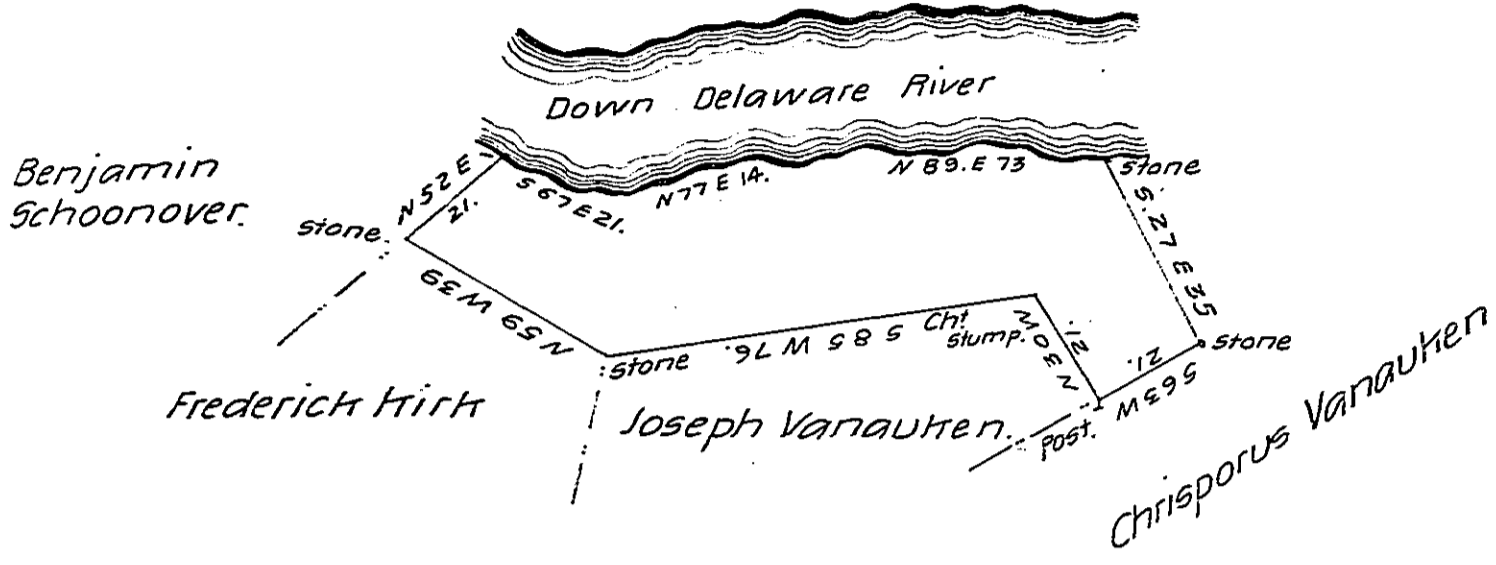 Down Delaware River
Benjamin
Schoonover.
N 52 E
21.
S 67 E 21.
N 77 E 14.
N 89. E 73
stone
S. 27 E 35
stone
S 63 W
21.
Post.
N 30 W
21.
Cht
stump.
S 85 W 76.
stone
N 59 W 39
stone.
Frederick Kirk
Joseph Vanauken.
Chrisporus Vanauken